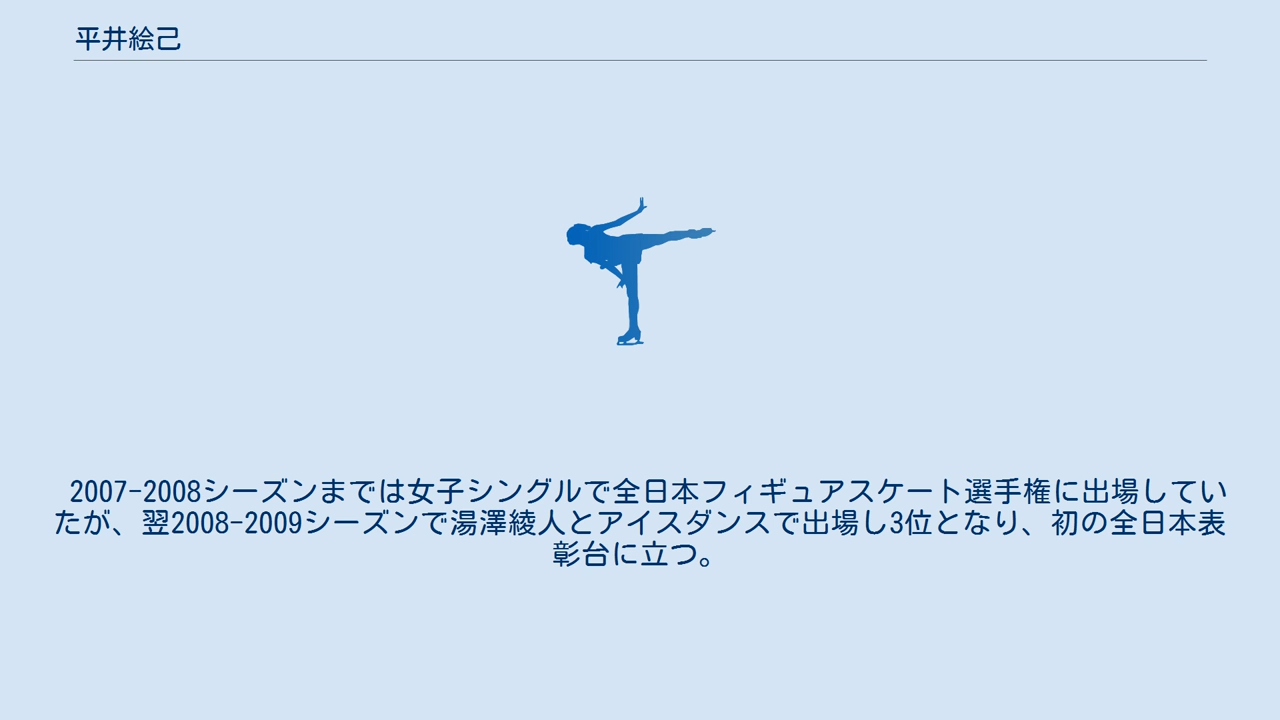 平井絵己
2007-2008シーズンまでは女子シングルで全日本フィギュアスケート選手権に出場してい
たが、翌2008-2009シーズンで湯澤綾人とアイスダンスで出場し3位となり、初の全日本表
彰台に立つ。